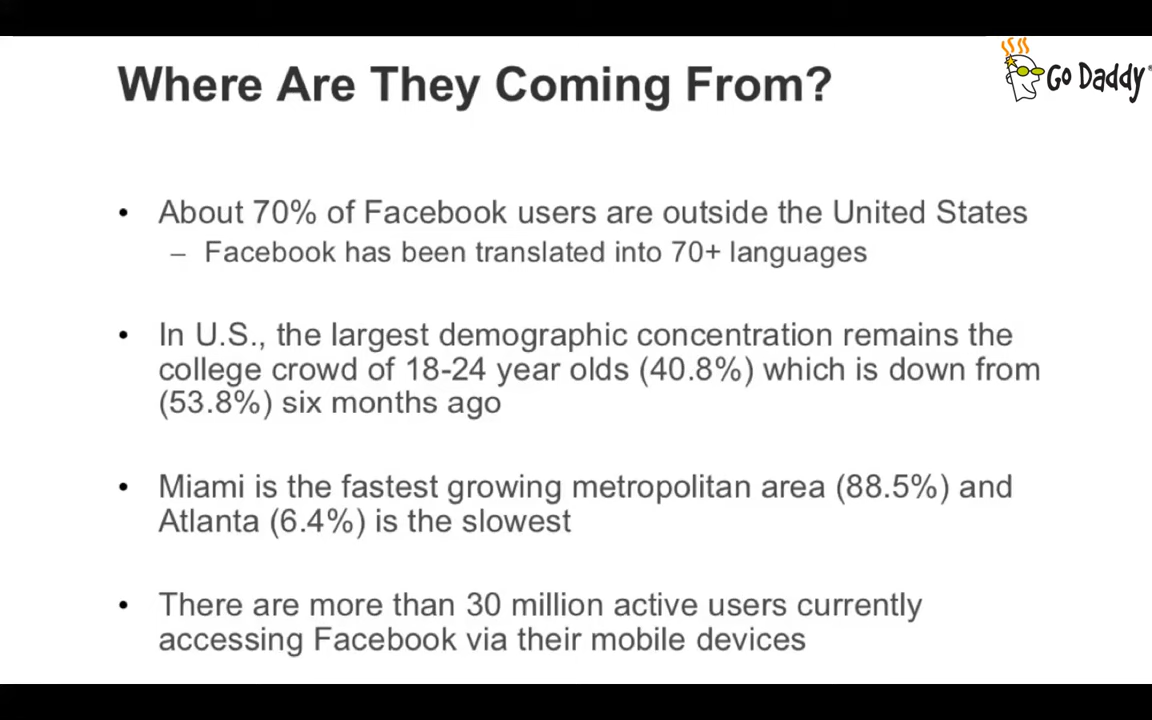 Where Are They Coming From?
Go Daddy®
• About 70% of Facebook users are outside the United States
– Facebook has been translated into 70+ languages
• In U.S., the largest demographic concentration remains the
college crowd of 18-24 year olds (40.8%) which is down from
(53.8%) six months ago
• Miami is the fastest growing metropolitan area (88.5%) and
Atlanta (6.4%) is the slowest
• There are more than 30 million active users currently
accessing Facebook via their mobile devices